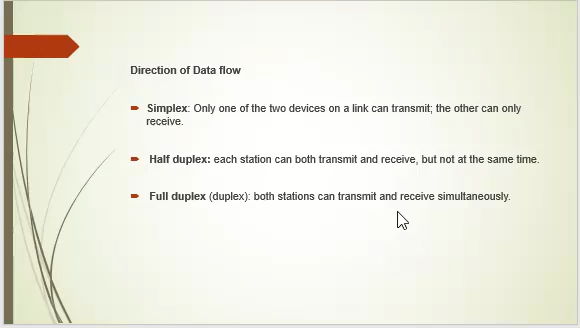 Direction of Data flow
Simplex: Only one of the two devices on a link can transmit; the other can only
receive.
Half duplex: each station can both transmit and receive, but not at the same time.
Full duplex (duplex): both stations can transmit and receive simultaneously.